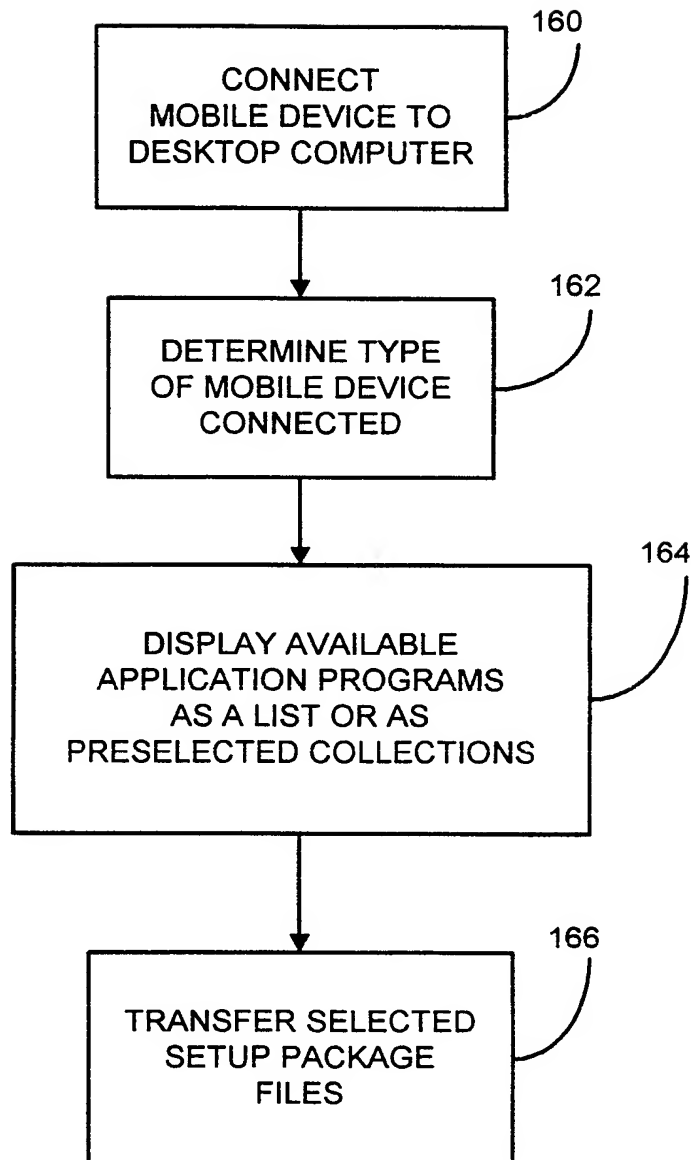 160
CONNECT
MOBILE DEVICE TO
DESKTOP COMPUTER
162
DETERMINE TYPE
OF MOBILE DEVICE
CONNECTED
164
DISPLAY AVAILABLE
APPLICATION PROGRAMS
AS A LIST OR AS
PRESELECTED COLLECTIONS
166
TRANSFER SELECTED
SETUP PACKAGE
FILES